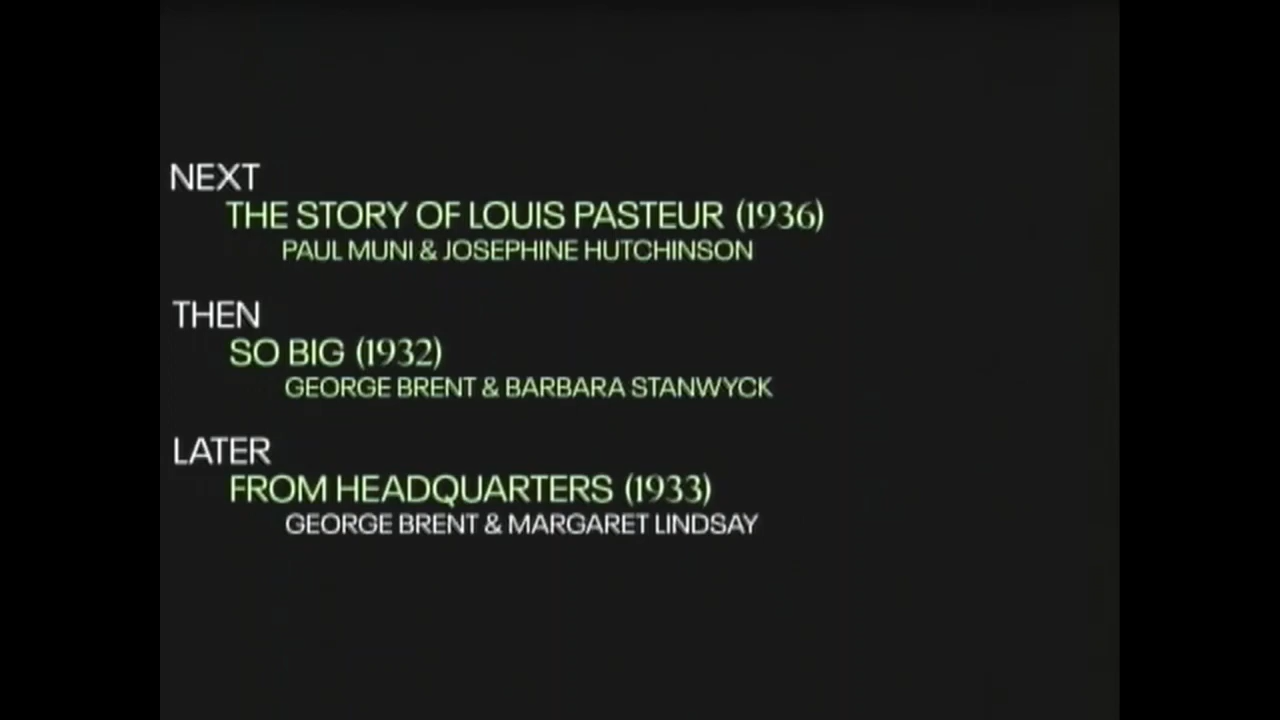 NEXT
THE STORY OF LOUIS PASTEUR (1936)
PAUL MUNI & JOSEPHINE HUTCHINSON
THEN
SO BIG (1932)
GEORGE BRENT & BARBARA STANWYCK
LATER
FROM HEADQUARTERS (1933)
GEORGE BRENT & MARGARET LINDSAY